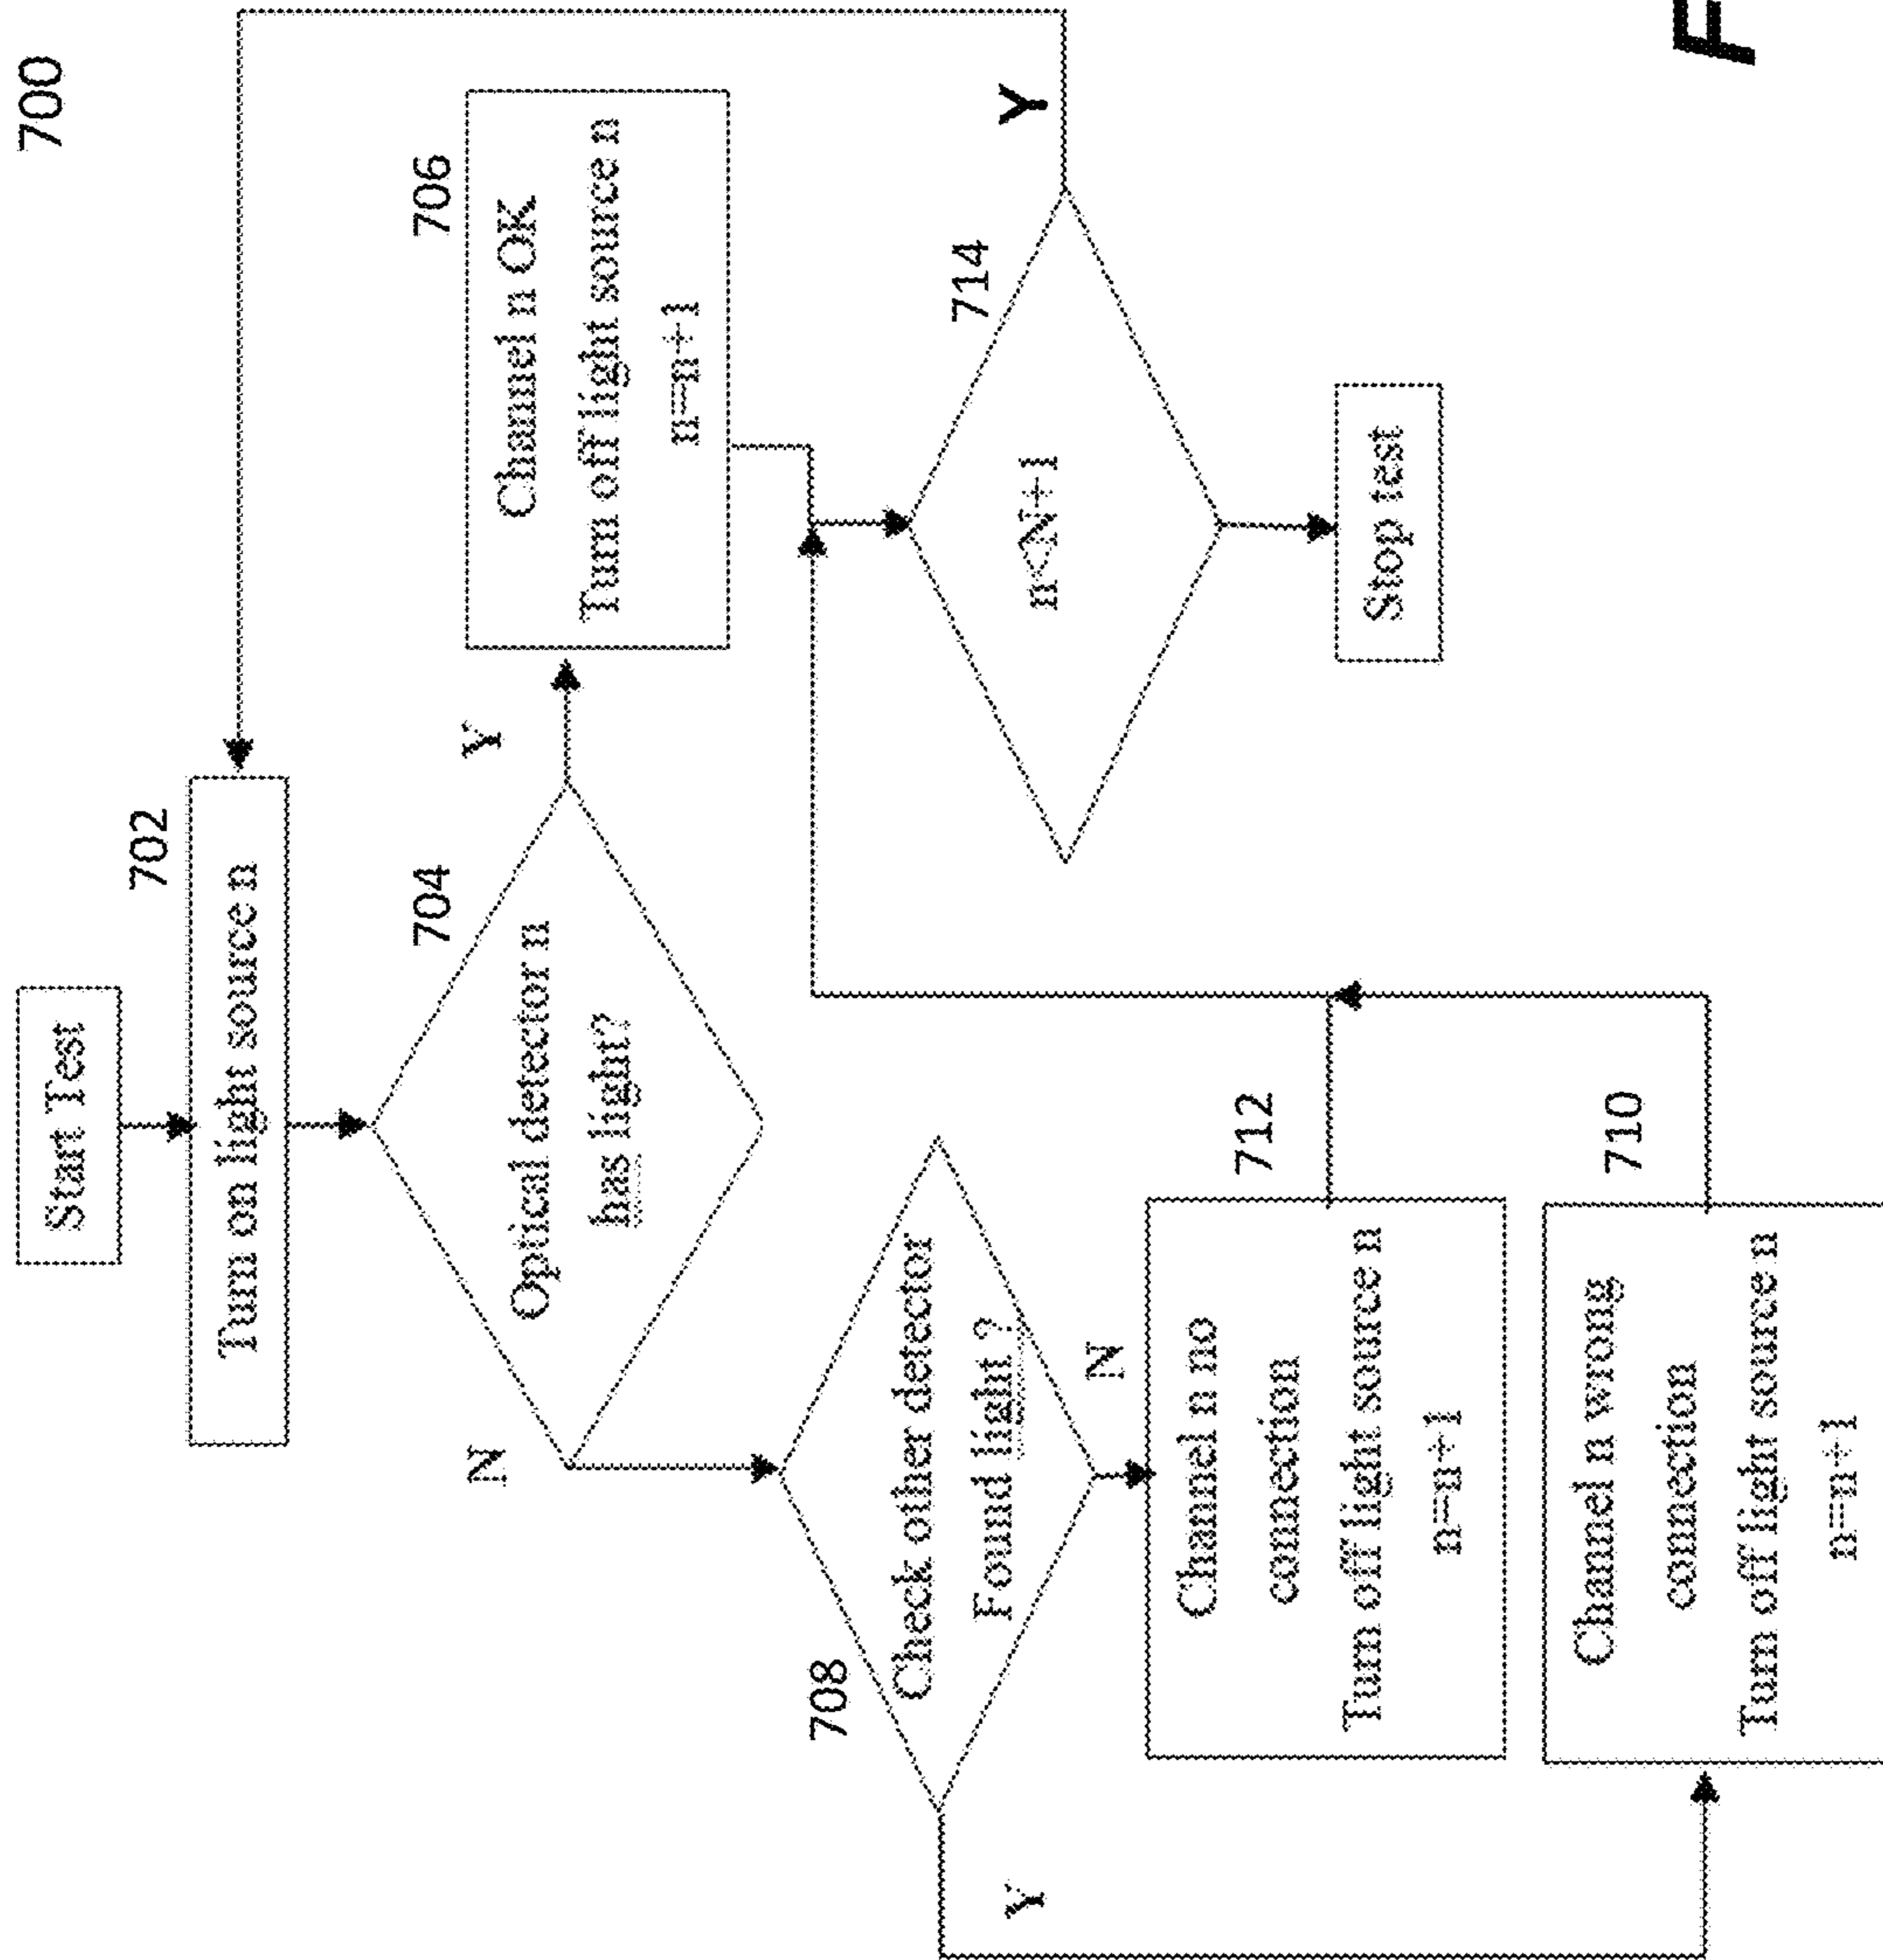 700
Start Test
702
Turn on light source n
704
Optical detector n
has light?
Y
N
706
Channel n OK
Turn off light source n
n=n+1
708
Check other detector
Found light ?
N
Y
712
Channel n no
connection
Turn off light source n
n=n+1
710
Channel n wrong
connection
Turn off light source n
n=n+1
714
n<N+1
Y
Stop test
F